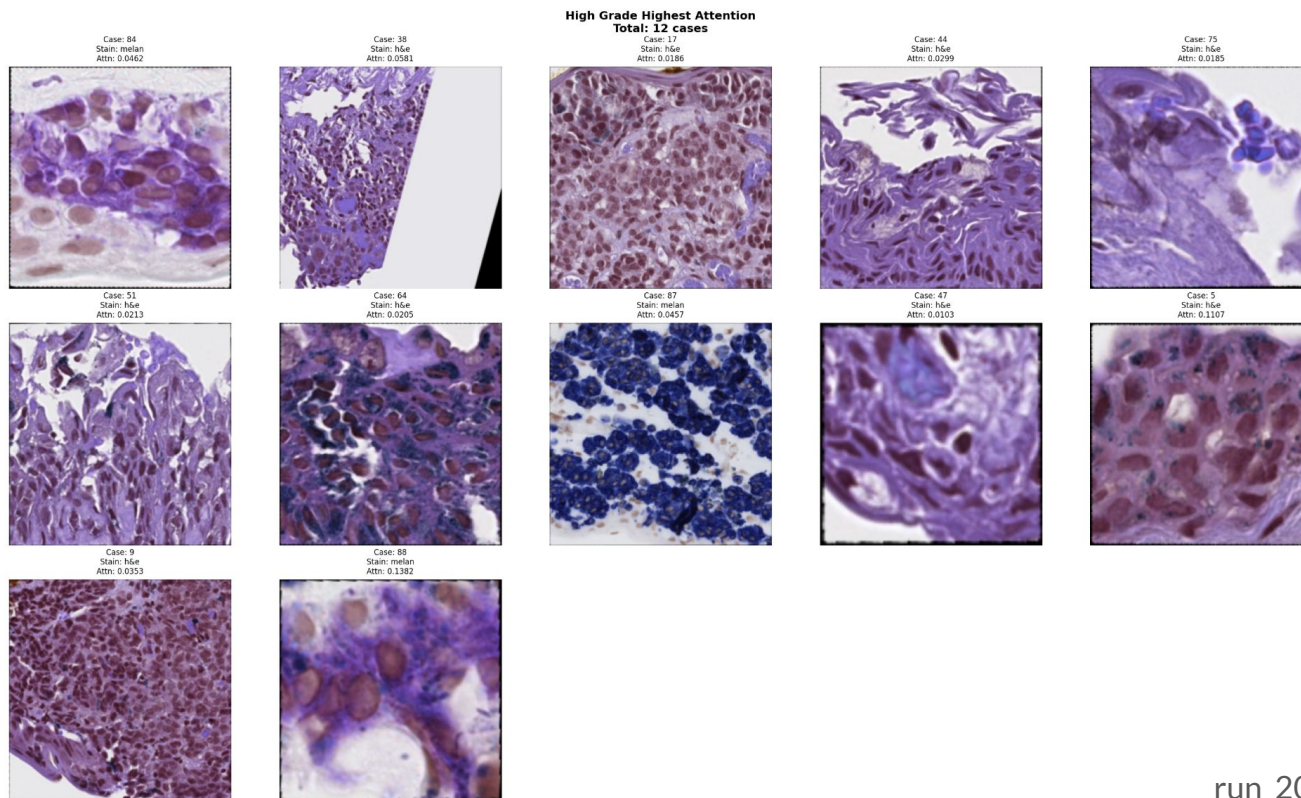 High Grade Highest Attention
Total: 12 cases
Case: 84
Stain: melan
Attn: 0.0462
Case: 38
Stain: h&e
Attn: 0.0581
Case: 17
Stain: h&e
Attn: 0.0186
Case: 44
Stain: h&e
Attn: 0.0299
Case: 75
Stain: h&e
Attn: 0.0185
Case: 51
Stain: h&e
Attn: 0.0213
Case: 64
Stain: h&e
Attn: 0.0205
Case: 87
Stain: melan
Attn: 0.0457
Case: 47
Stain: h&e
Attn: 0.0103
Case: 5
Stain: h&e
Attn: 0.1107
Case: 9
Stain: h&e
Attn: 0.0353
Case: 88
Stain: melan
Attn: 0.1382
run 20